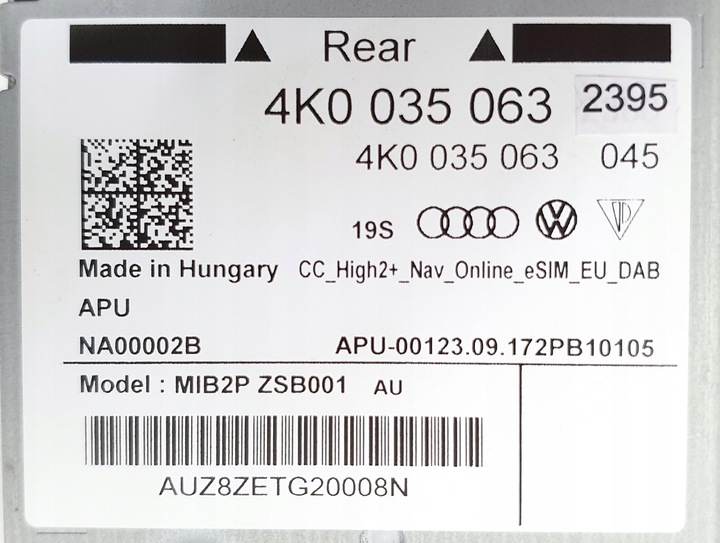 Rear
4K0 035 063 2395
4K0 035 063 045
19S
Made in Hungary CC_High2+_Nav_Online_eSIM_EU_DAB
APU
NA00002B APU-00123.09.172PB10105
Model : MIB2P ZSB001 AU
AUZ8ZETG20008N